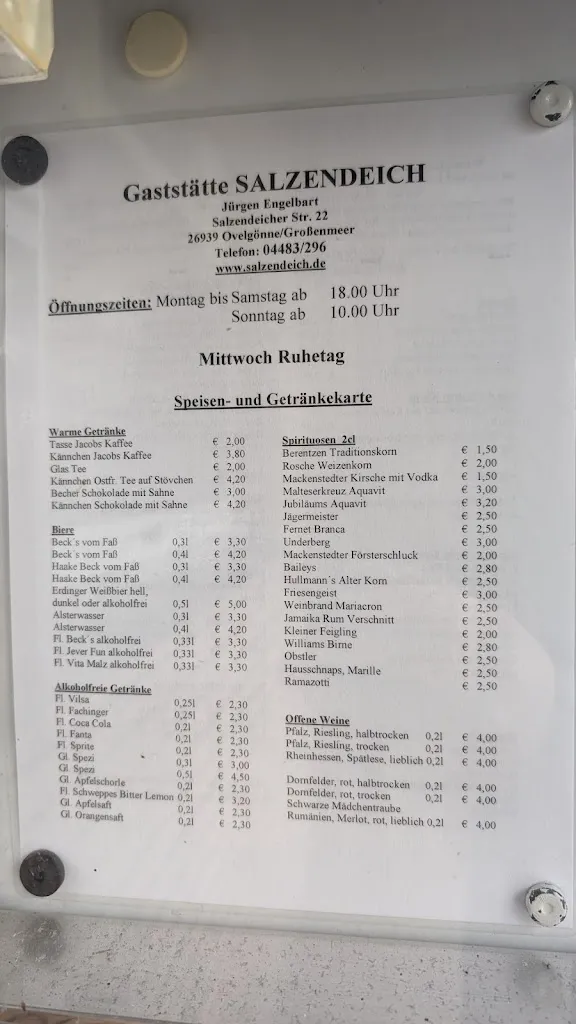 Gaststätte SALZENDEICH
Jürgen Engelbart
Salzendeicher Str. 22
26939 Ovelgönne/Großenmeer
Telefon: 04483/296
www.salzendeich.de
Öffnungszeiten: Montag bis Samstag ab 18.00 Uhr
Sonntag ab 10.00 Uhr
Mittwoch Ruhetag
Speisen- und Getränkekarte
Warme Getränke
Tasse Jacobs Kaffee € 2,00
Kännchen Jacobs Kaffee € 3,80
Glas Tee € 2,00
Kännchen Ostfr. Tee auf Stövchen € 4,20
Becher Schokolade mit Sahne € 3,00
Kännchen Schokolade mit Sahne € 4,20
Biere
Beck´s vom Faß 0,3l € 3,30
Beck´s vom Faß 0,4l € 4,20
Haake Beck vom Faß 0,3l € 3,30
Haake Beck vom Faß 0,4l € 4,20
Erdinger Weißbier hell,
dunkel oder alkoholfrei 0,5l € 5,00
Alsterwasser 0,3l € 3,30
Alsterwasser 0,4l € 4,20
Fl. Beck´s alkoholfrei 0,33l € 3,30
Fl. Jever Fun alkoholfrei 0,33l € 3,30
Fl. Vita Malz alkoholfrei 0,33l € 3,30
Alkoholfreie Getränke
Fl. Vilsa 0,25l € 2,30
Fl. Fachinger 0,25l € 2,30
Fl. Coca Cola 0,2l € 2,30
Fl. Fanta 0,2l € 2,30
Fl. Sprite 0,2l € 2,30
Gl. Spezi 0,3l € 3,00
Gl. Spezi 0,5l € 4,50
Gl. Apfelschorle 0,2l € 2,30
Fl. Schweppes Bitter Lemon 0,2l € 3,20
Gl. Apfelsaft 0,2l € 2,30
Gl. Orangensaft 0,2l € 2,30
Spirituosen 2cl
Berentzen Traditionskorn € 1,50
Rosche Weizenkorn € 2,00
Mackenstedter Kirsche mit Vodka € 1,50
Malteserkreuz Aquavit € 3,00
Jubiläums Aquavit € 3,20
Jägermeister € 2,50
Fernet Branca € 2,50
Underberg € 3,00
Mackenstedter Försterschluck € 2,00
Baileys € 2,80
Hullmann´s Alter Korn € 2,50
Friesengeist € 3,00
Weinbrand Mariacron € 2,50
Jamaika Rum Verschnitt € 2,50
Kleiner Feigling € 2,00
Williams Birne € 2,80
Obstler € 2,50
Hausschnaps, Marille € 2,50
Ramazotti € 2,50
Offene Weine
Pfalz, Riesling, halbtrocken 0,2l € 4,00
Pfalz, Riesling, trocken 0,2l € 4,00
Rheinhessen, Spätlese, lieblich 0,2l € 4,00
Dornfelder, rot, halbtrocken 0,2l € 4,00
Dornfelder, rot, trocken 0,2l € 4,00
Schwarze Mädchentraube
Rumänien, Merlot, rot, lieblich 0,2l € 4,00